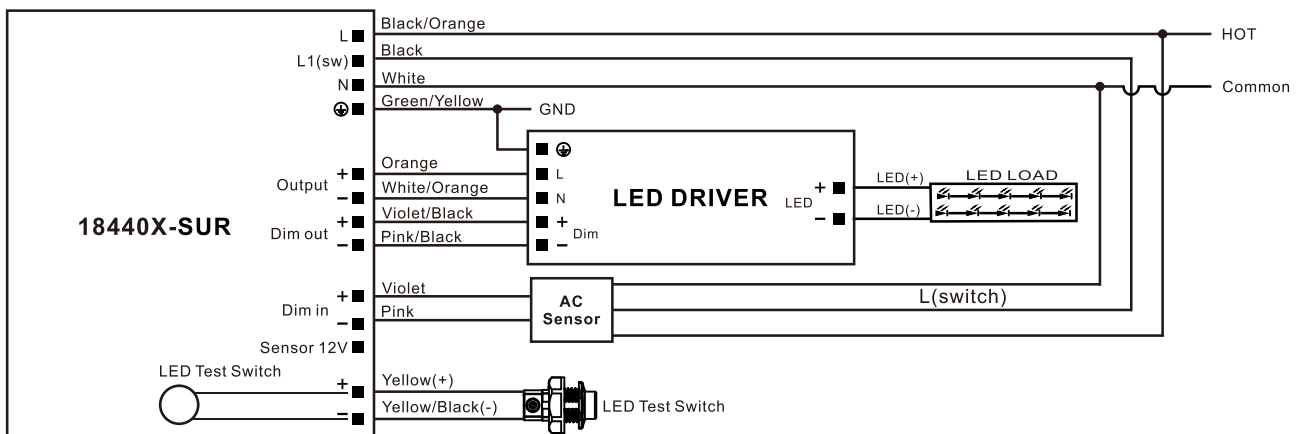 Black/Orange
L
HOT
Black
L1(sw)
White
N
Common
Green/Yellow
GND
Orange
+
L
Output
White/Orange
−
N
Violet/Black
+
+
Dim out
Dim
Pink/Black
−
−
LED DRIVER
+
LED
−
LED(+)
LED LOAD
LED(-)
18440X-SUR
Violet
+
Dim in
Pink
−
AC
Sensor
L(switch)
Sensor 12V
LED Test Switch
+
Yellow(+)
−
Yellow/Black(-)
LED Test Switch